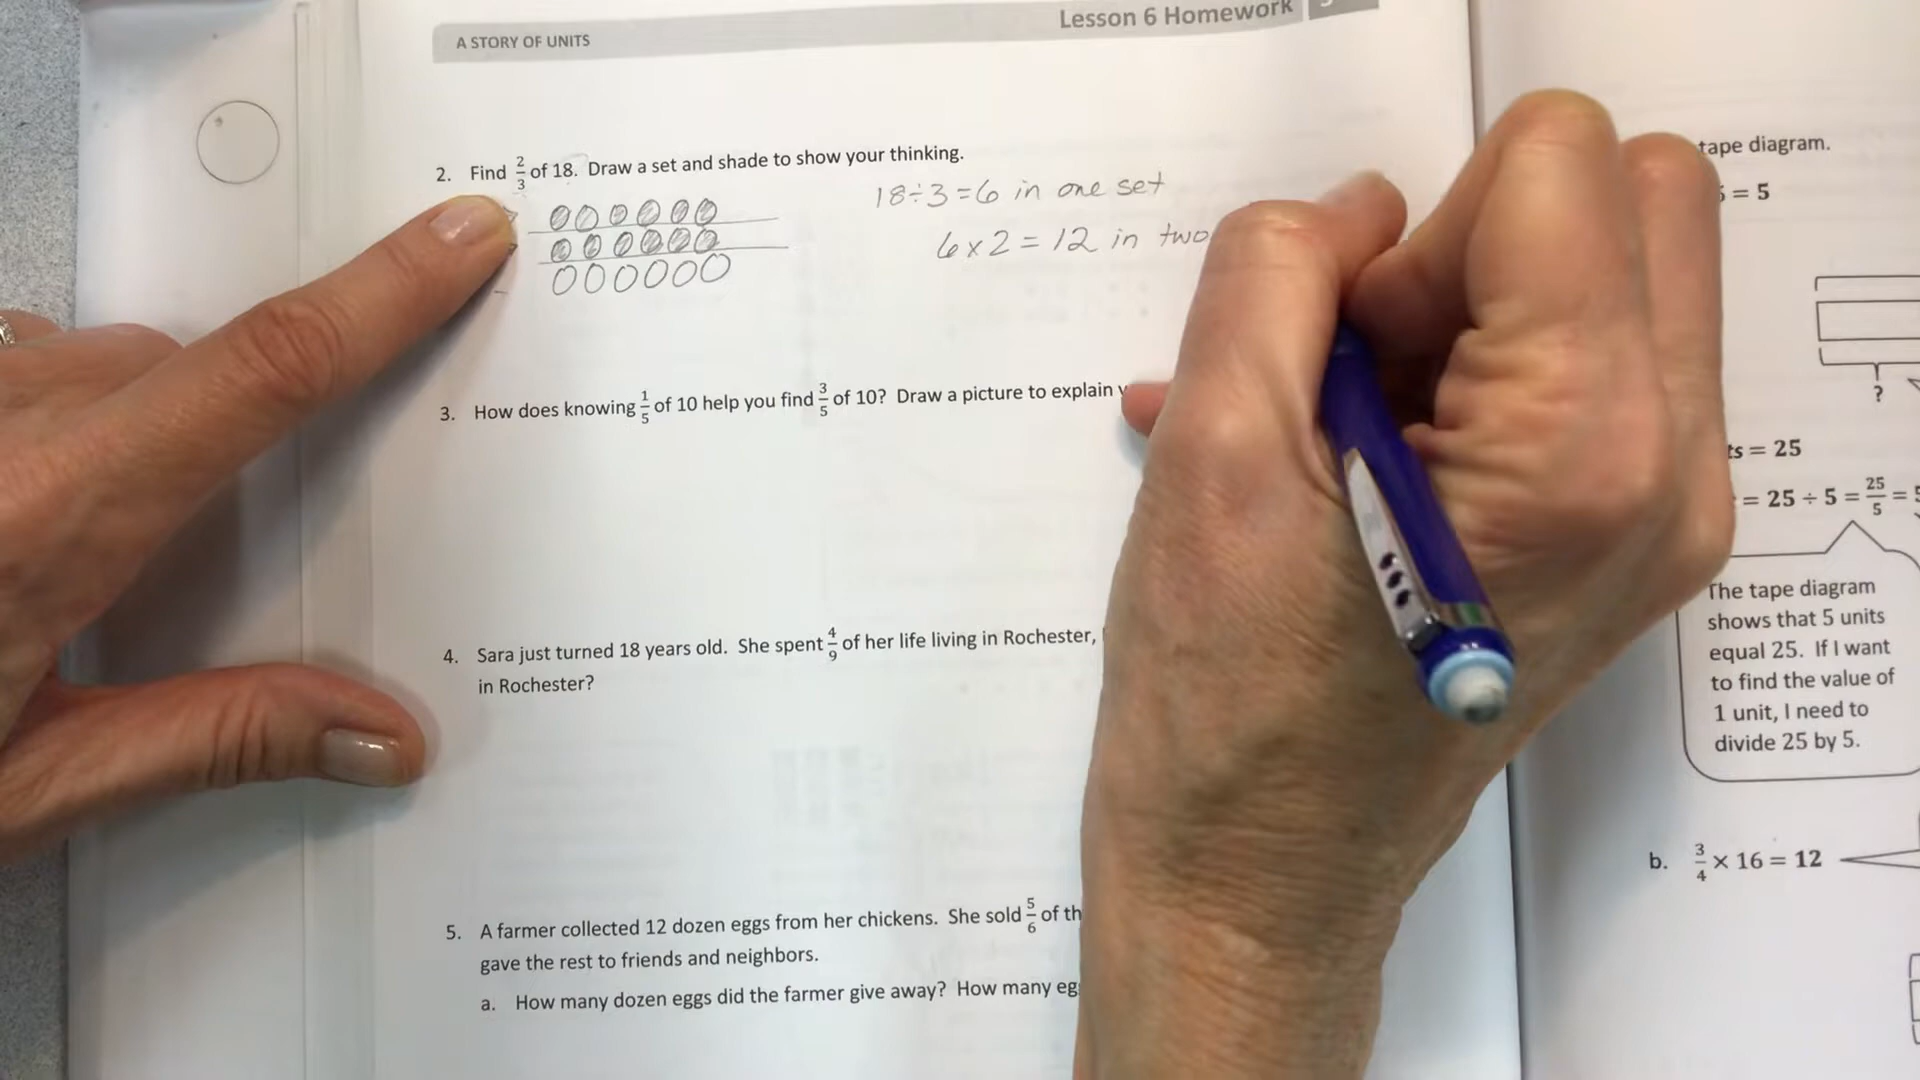 A STORY OF UNITS
Lesson 6 Homework
2. Find 2/3 of 18. Draw a set and shade to show your thinking.
18÷3=6 in one set
6×2=12 in two
3. How does knowing 1/5 of 10 help you find 3/5 of 10? Draw a picture to explain
4. Sara just turned 18 years old. She spent 4/9 of her life living in Rochester,
in Rochester?
5. A farmer collected 12 dozen eggs from her chickens. She sold 5/6 of
gave the rest to friends and neighbors.
a. How many dozen eggs did the farmer give away? How many
tape diagram.
= 5
?
= 25
= 25 ÷ 5 = 25/5 =
The tape diagram
shows that 5 units
equal 25. If I want
to find the value of
1 unit, I need to
divide 25 by 5.
b. 3/4 × 16 = 12